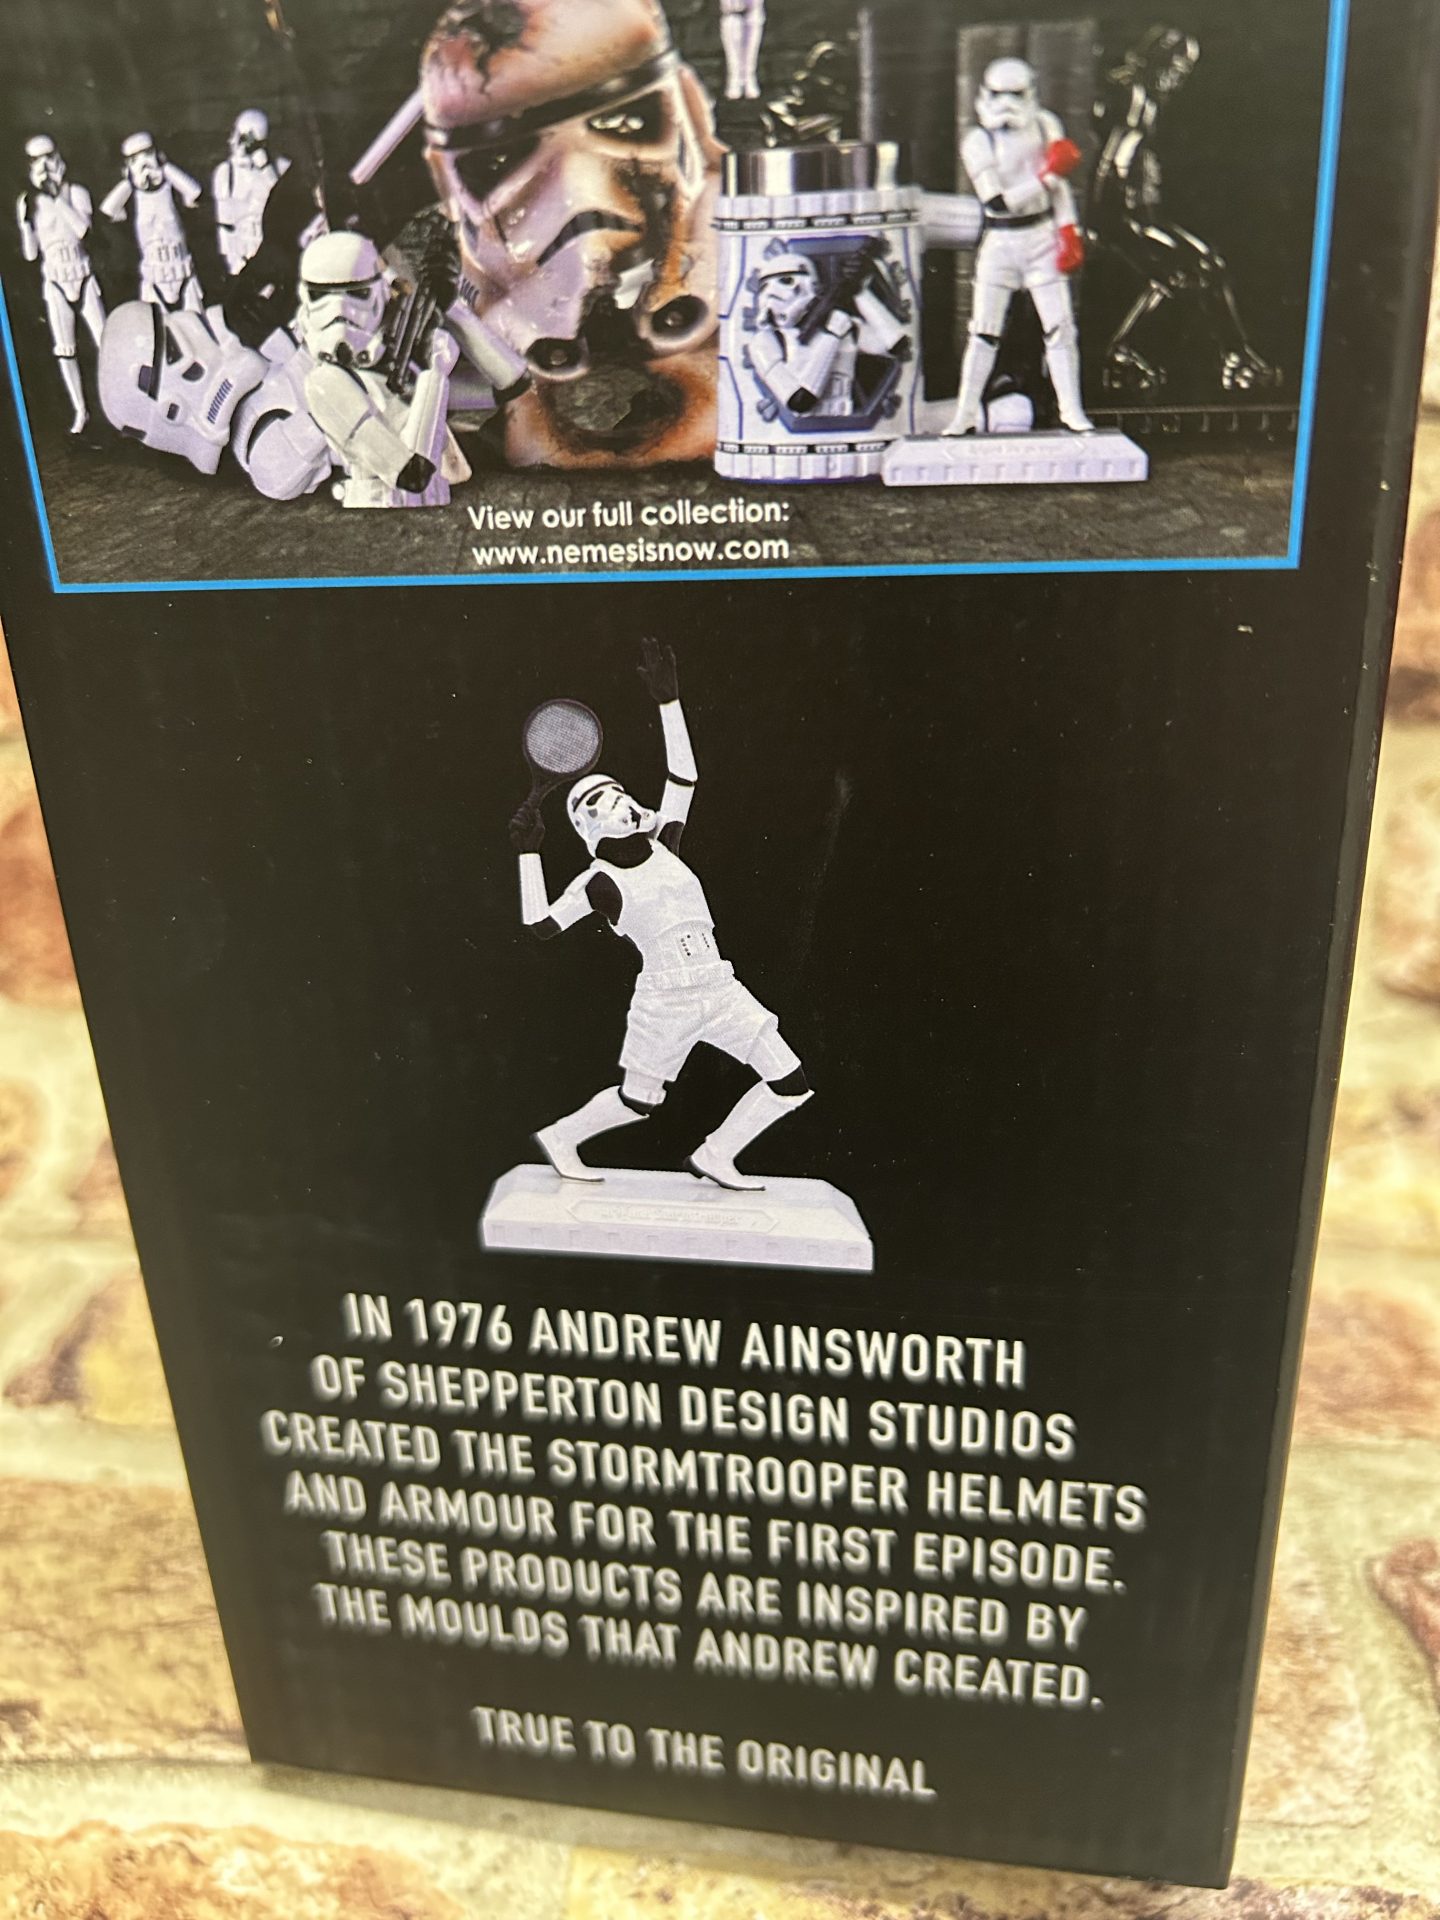 View our full collection:
www.nemesisnow.com
IN 1976 ANDREW AINSWORTH
OF SHEPPERTON DESIGN STUDIOS
CREATED THE STORMTROOPER HELMETS
AND ARMOUR FOR THE FIRST EPISODE.
THESE PRODUCTS ARE INSPIRED BY
THE MOULDS THAT ANDREW CREATED.
TRUE TO THE ORIGINAL